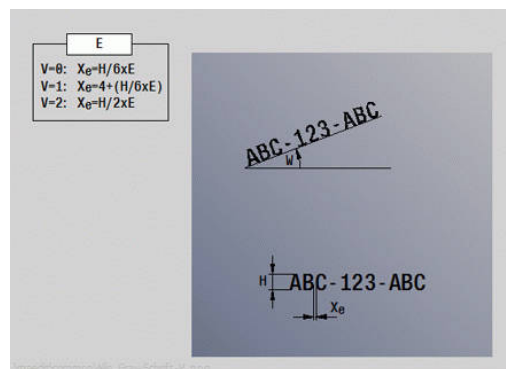 E
V=0: Xe=H/6xE
V=1: Xe=4+(H/6xE)
V=2: Xe=H/2xE
ABC-123-ABC
W
H
ABC-123-ABC
Xe